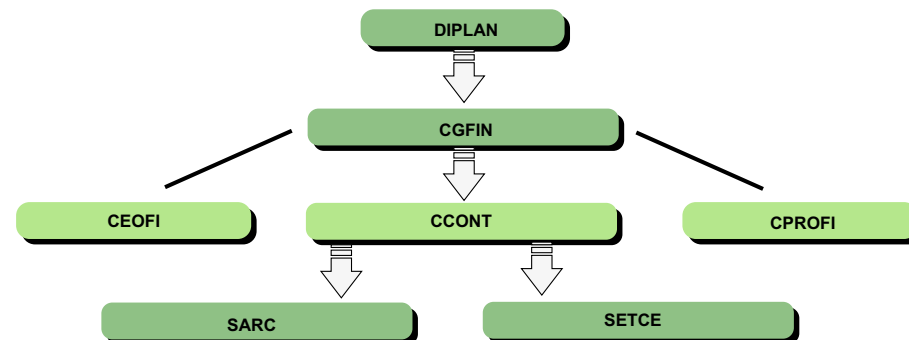 DIPLAN
CGFIN
CEOFI
CCONT
CPROFI
SARC
SETCE